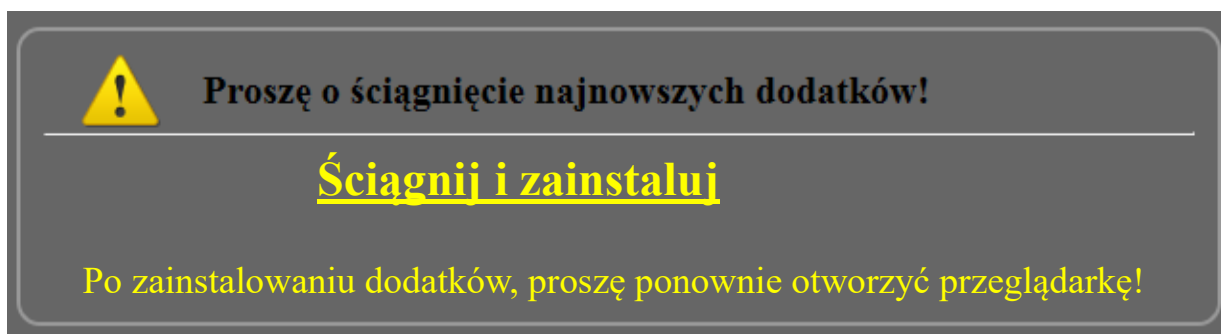 Proszę o ściągnięcie najnowszych dodatków!
Ściągnij i zainstaluj
Po zainstalowaniu dodatków, proszę ponownie otworzyć przeglądarkę!